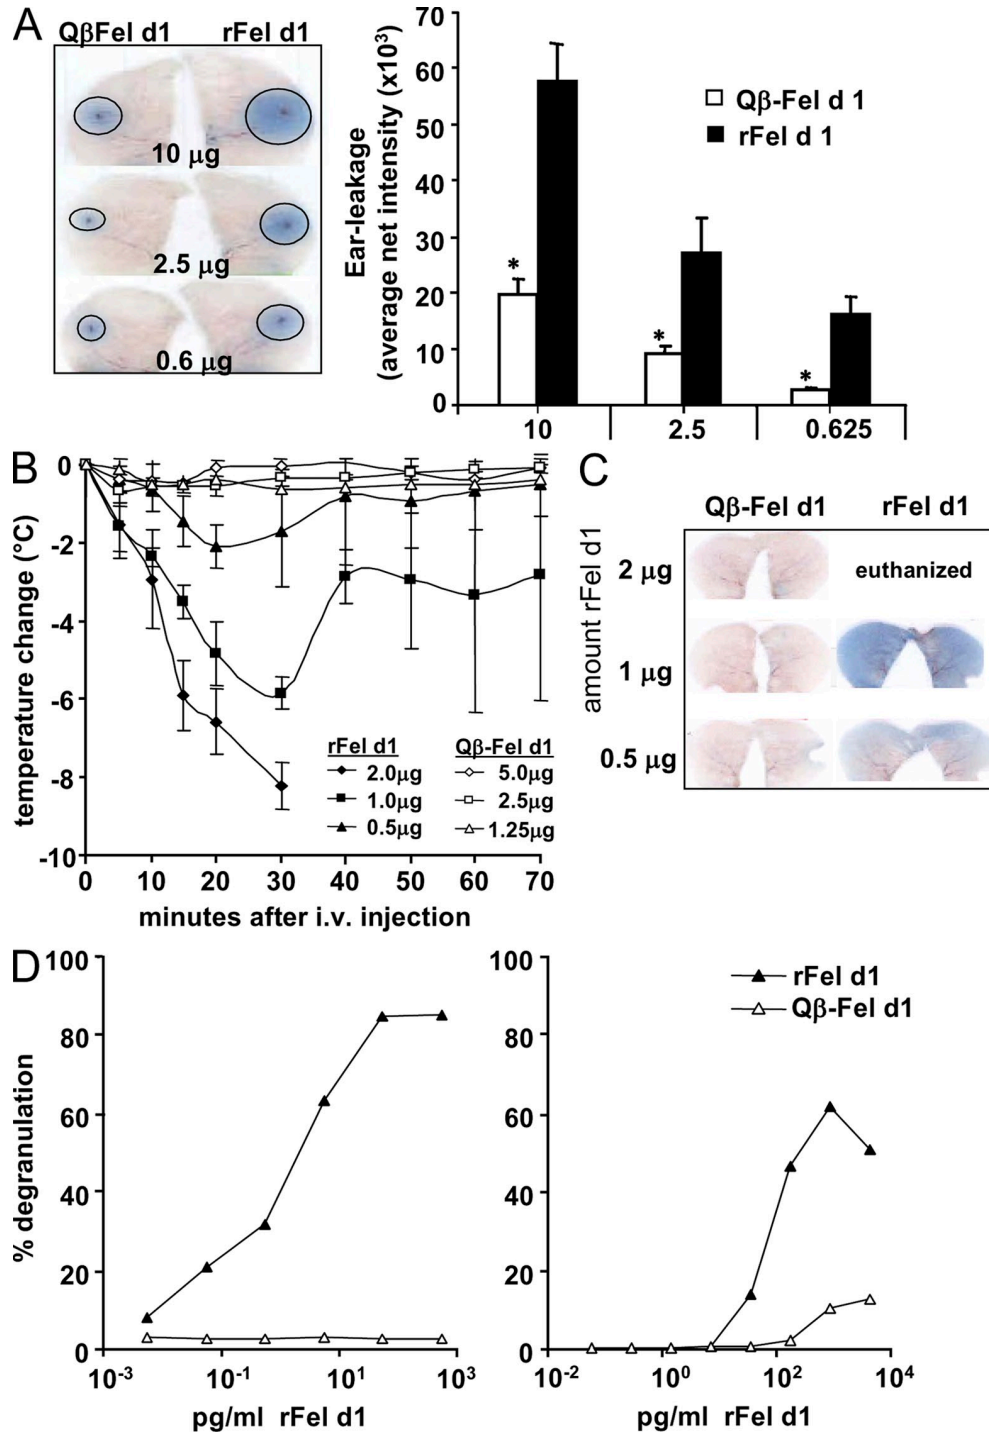 A
QβFel d1 rFel d1
10 μg
2.5 μg
0.6 μg
Ear-leakage
(average net intensity (x10³)
70
60
50
40
30
20
10
0
Qβ-Fel d 1
rFel d 1
*
*
*
10 2.5 0.625
B
temperature change (°C)
0
-2
-4
-6
-8
-10
rFel d1 Qβ-Fel d1
2.0μg 5.0μg
1.0μg 2.5μg
0.5μg 1.25μg
0 10 20 30 40 50 60 70
minutes after i.v. injection
C
Qβ-Fel d1 rFel d1
amount rFel d1
2 μg euthanized
1 μg
0.5 μg
D
% degranulation
100
80
60
40
20
0
10⁻³ 10⁻¹ 10¹ 10³
pg/ml rFel d1
100
80
60
40
20
0
rFel d1
Qβ-Fel d1
10⁻² 10⁰ 10² 10⁴
pg/ml rFel d1